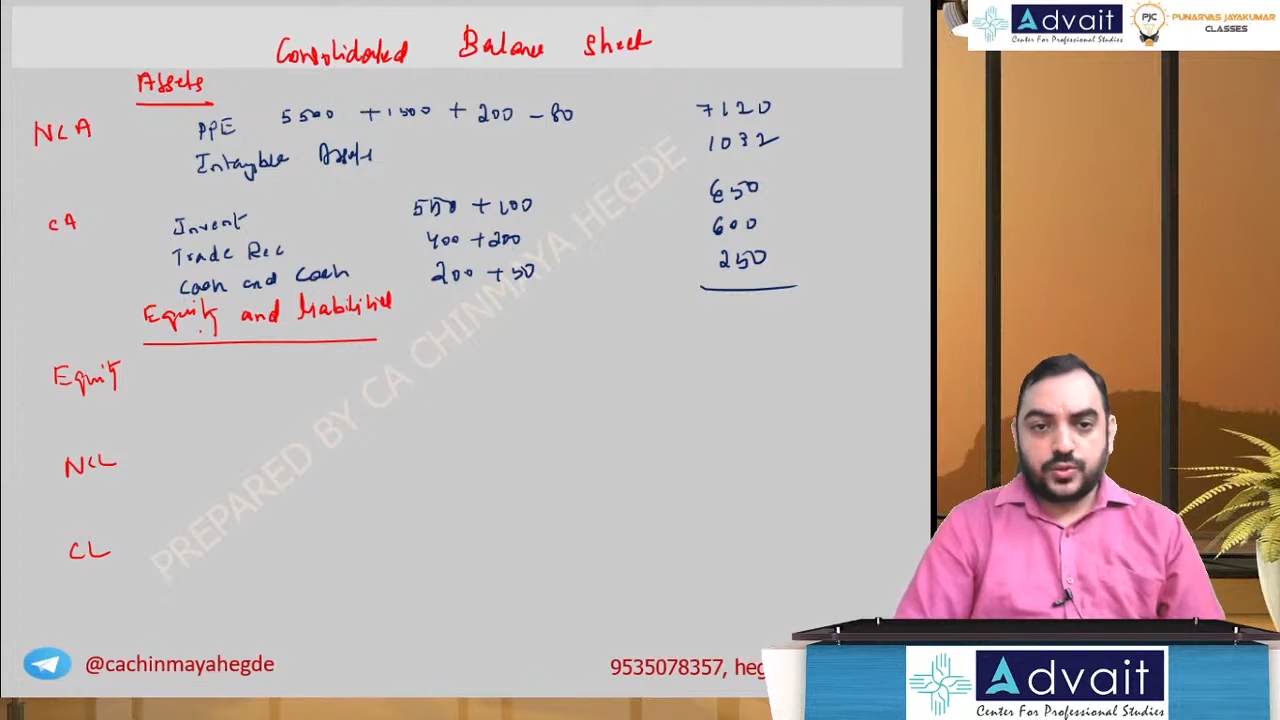 Consolidated Balance Sheet
Assets
NCA
PPE 5500 + 1500 + 200 - 80 7120
Intangible Assets 1032
CA
Invent 550 + 100 650
Trade Rec 400 + 200 600
Cash and Cash 200 + 50 250
Equity and Liabilities
Equity
NCL
CL
PREPARED BY CA CHINMAYA HEGDE
@cachinmayahegde
9535078357, heg
Advait
Center For Professional Studies
PJC
PUNARVAS JAYAKUMAR
CLASSES
Advait
Center For Professional Studies